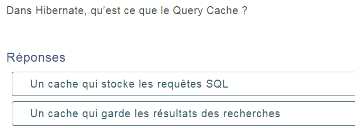 Dans Hibernate, qu’est ce que le Query Cache ?
Réponses
Un cache qui stocke les requêtes SQL
Un cache qui garde les résultats des recherches